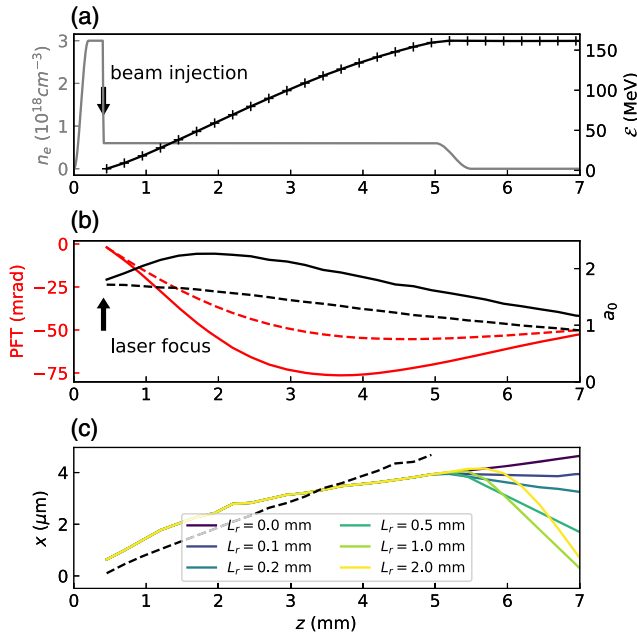 (a)
3
2
1
0
n_e (10^18 cm^−3)
beam injection
150
100
50
0
ℰ (MeV)
0 1 2 3 4 5 6 7
(b)
0
−25
−50
−75
PFT (mrad)
laser focus
2
1
0
a_0
0 1 2 3 4 5 6 7
(c)
4
2
0
x (μm)
L_r = 0.0 mm L_r = 0.5 mm
L_r = 0.1 mm L_r = 1.0 mm
L_r = 0.2 mm L_r = 2.0 mm
0 1 2 3 4 5 6 7
z (mm)